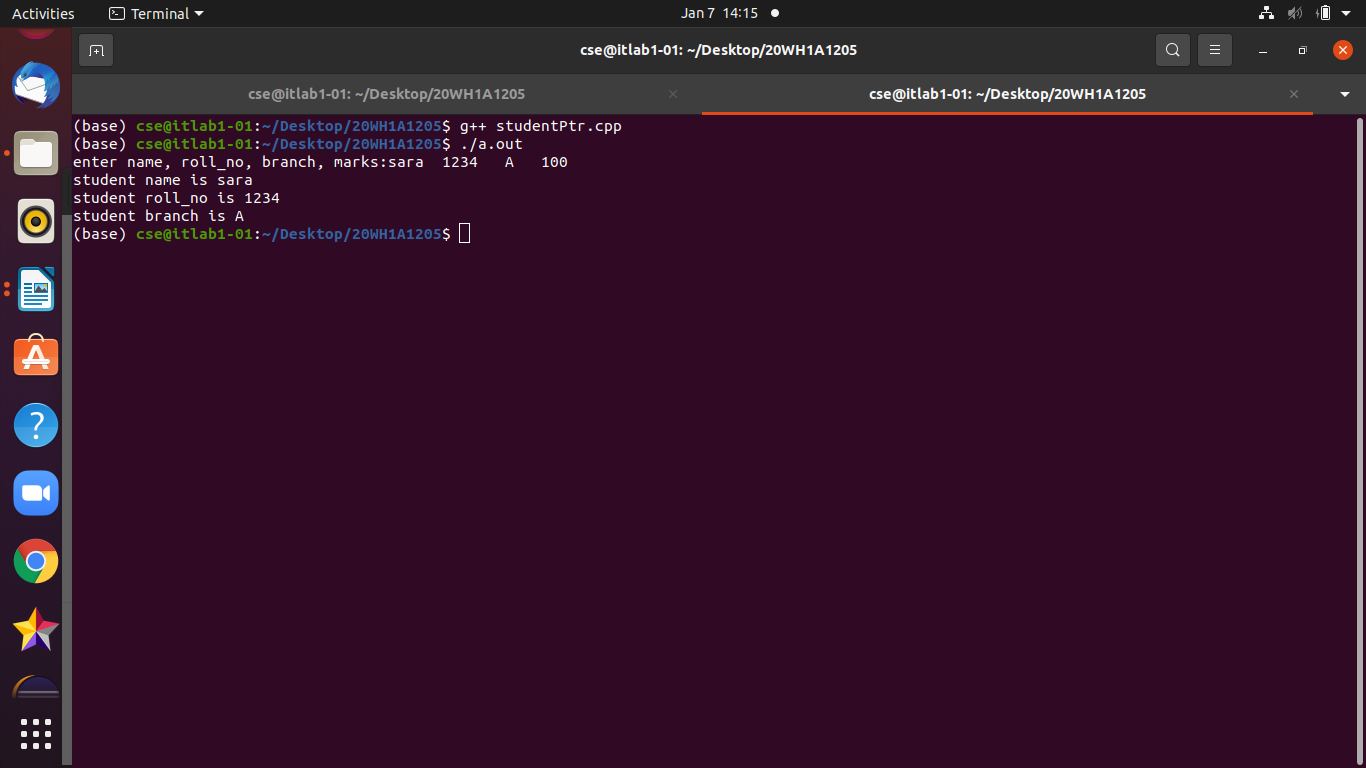 Activities Terminal Jan 7 14:15
cse@itlab1-01: ~/Desktop/20WH1A1205
cse@itlab1-01: ~/Desktop/20WH1A1205 cse@itlab1-01: ~/Desktop/20WH1A1205
(base) cse@itlab1-01:~/Desktop/20WH1A1205$ g++ studentPtr.cpp
(base) cse@itlab1-01:~/Desktop/20WH1A1205$ ./a.out
enter name, roll_no, branch, marks:sara  1234   A   100
student name is sara
student roll_no is 1234
student branch is A
(base) cse@itlab1-01:~/Desktop/20WH1A1205$